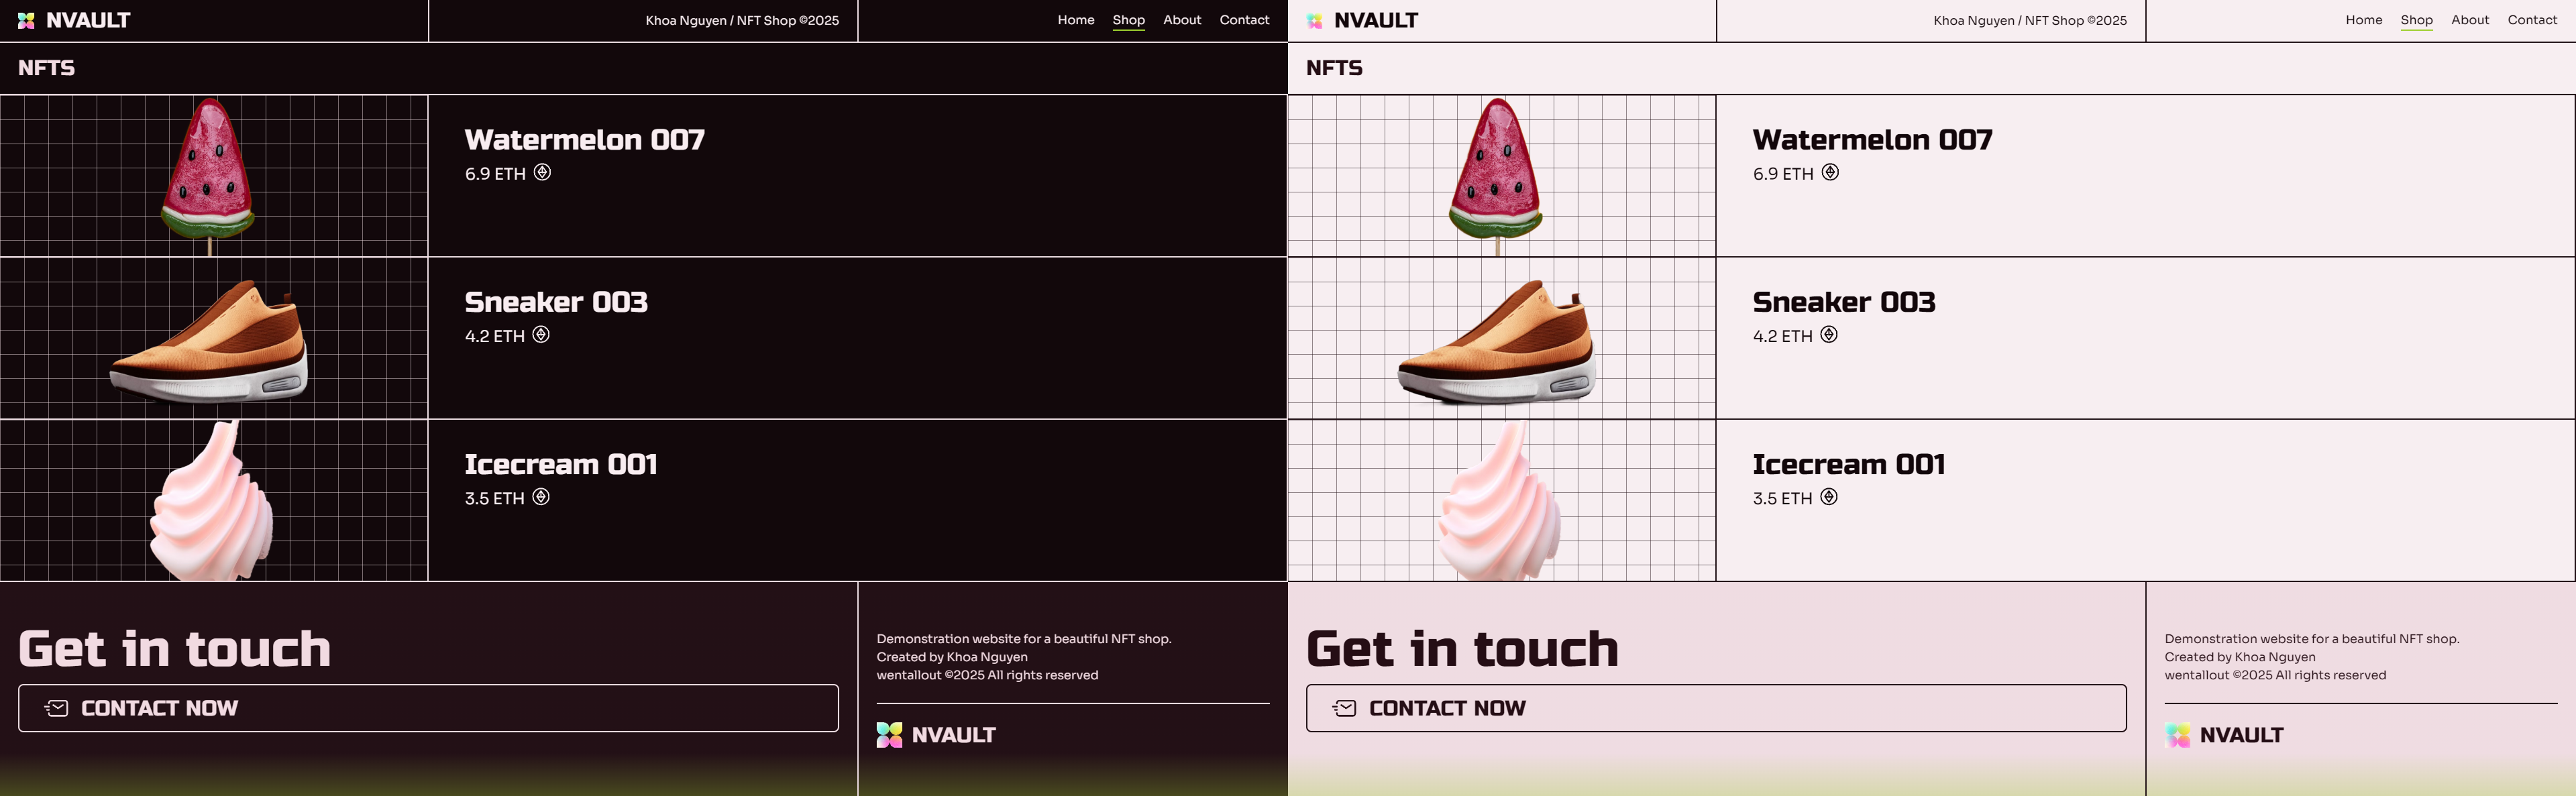 NVAULT
Khoa Nguyen / NFT Shop ©2025
Home Shop About Contact
NFTS
Watermelon 007
6.9 ETH
Sneaker 003
4.2 ETH
Icecream 001
3.5 ETH
Get in touch
CONTACT NOW
Demonstration website for a beautiful NFT shop.
Created by Khoa Nguyen
wentallout ©2025 All rights reserved
NVAULT
NVAULT
Khoa Nguyen / NFT Shop ©2025
Home Shop About Contact
NFTS
Watermelon 007
6.9 ETH
Sneaker 003
4.2 ETH
Icecream 001
3.5 ETH
Get in touch
CONTACT NOW
Demonstration website for a beautiful NFT shop.
Created by Khoa Nguyen
wentallout ©2025 All rights reserved
NVAULT